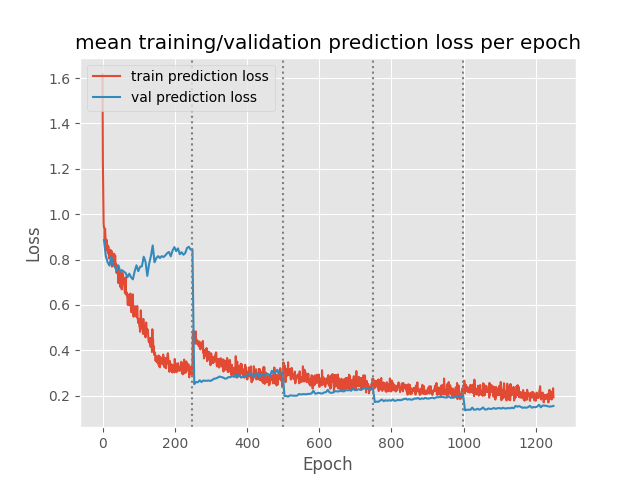 mean training/validation prediction loss per epoch
train prediction loss
val prediction loss
Loss
1.6
1.4
1.2
1.0
0.8
0.6
0.4
0.2
0 200 400 600 800 1000 1200
Epoch